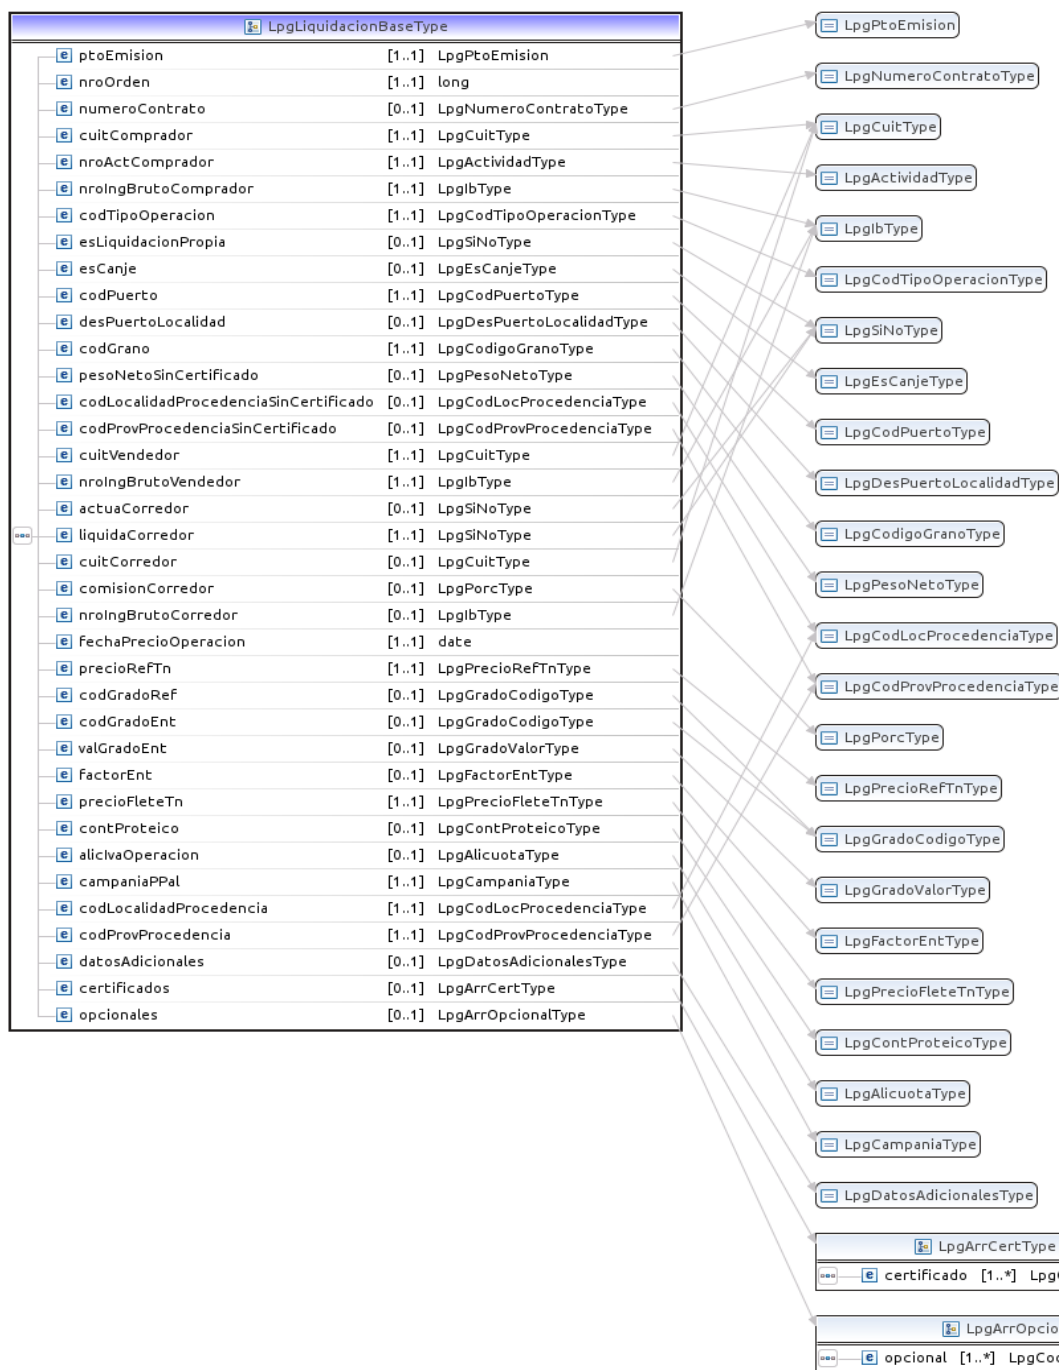 LpgLiquidacionBaseType
ptoEmision [1..1] LpgPtoEmision
nroOrden [1..1] long
numeroContrato [0..1] LpgNumeroContratoType
cuitComprador [1..1] LpgCuitType
nroActComprador [1..1] LpgActividadType
nroIngBrutoComprador [1..1] LpgIbType
codTipoOperacion [1..1] LpgCodTipoOperacionType
esLiquidacionPropia [0..1] LpgSiNoType
esCanje [0..1] LpgEsCanjeType
codPuerto [1..1] LpgCodPuertoType
desPuertoLocalidad [0..1] LpgDesPuertoLocalidadType
codGrano [1..1] LpgCodigoGranoType
pesoNetoSinCertificado [0..1] LpgPesoNetoType
codLocalidadProcedenciaSinCertificado [0..1] LpgCodLocProcedenciaType
codProvProcedenciaSinCertificado [0..1] LpgCodProvProcedenciaType
cuitVendedor [1..1] LpgCuitType
nroIngBrutoVendedor [1..1] LpgIbType
actuaCorredor [0..1] LpgSiNoType
liquidaCorredor [1..1] LpgSiNoType
cuitCorredor [0..1] LpgCuitType
comisionCorredor [0..1] LpgPorcType
nroIngBrutoCorredor [0..1] LpgIbType
fechaPrecioOperacion [1..1] date
precioRefTn [1..1] LpgPrecioRefTnType
codGradoRef [0..1] LpgGradoCodigoType
codGradoEnt [0..1] LpgGradoCodigoType
valGradoEnt [0..1] LpgGradoValorType
factorEnt [0..1] LpgFactorEntType
precioFleteTn [1..1] LpgPrecioFleteTnType
contProteico [0..1] LpgContProteicoType
alicIvaOperacion [0..1] LpgAlicuotaType
campaniaPPal [1..1] LpgCampaniaType
codLocalidadProcedencia [1..1] LpgCodLocProcedenciaType
codProvProcedencia [1..1] LpgCodProvProcedenciaType
datosAdicionales [0..1] LpgDatosAdicionalesType
certificados [0..1] LpgArrCertType
opcionales [0..1] LpgArrOpcionalType
LpgPtoEmision
LpgNumeroContratoType
LpgCuitType
LpgActividadType
LpgIbType
LpgCodTipoOperacionType
LpgSiNoType
LpgEsCanjeType
LpgCodPuertoType
LpgDesPuertoLocalidadType
LpgCodigoGranoType
LpgPesoNetoType
LpgCodLocProcedenciaType
LpgCodProvProcedenciaType
LpgPorcType
LpgPrecioRefTnType
LpgGradoCodigoType
LpgGradoValorType
LpgFactorEntType
LpgPrecioFleteTnType
LpgContProteicoType
LpgAlicuotaType
LpgCampaniaType
LpgDatosAdicionalesType
LpgArrCertType
certificado [1..*]
LpgArrOpcio
opcional [1..*]